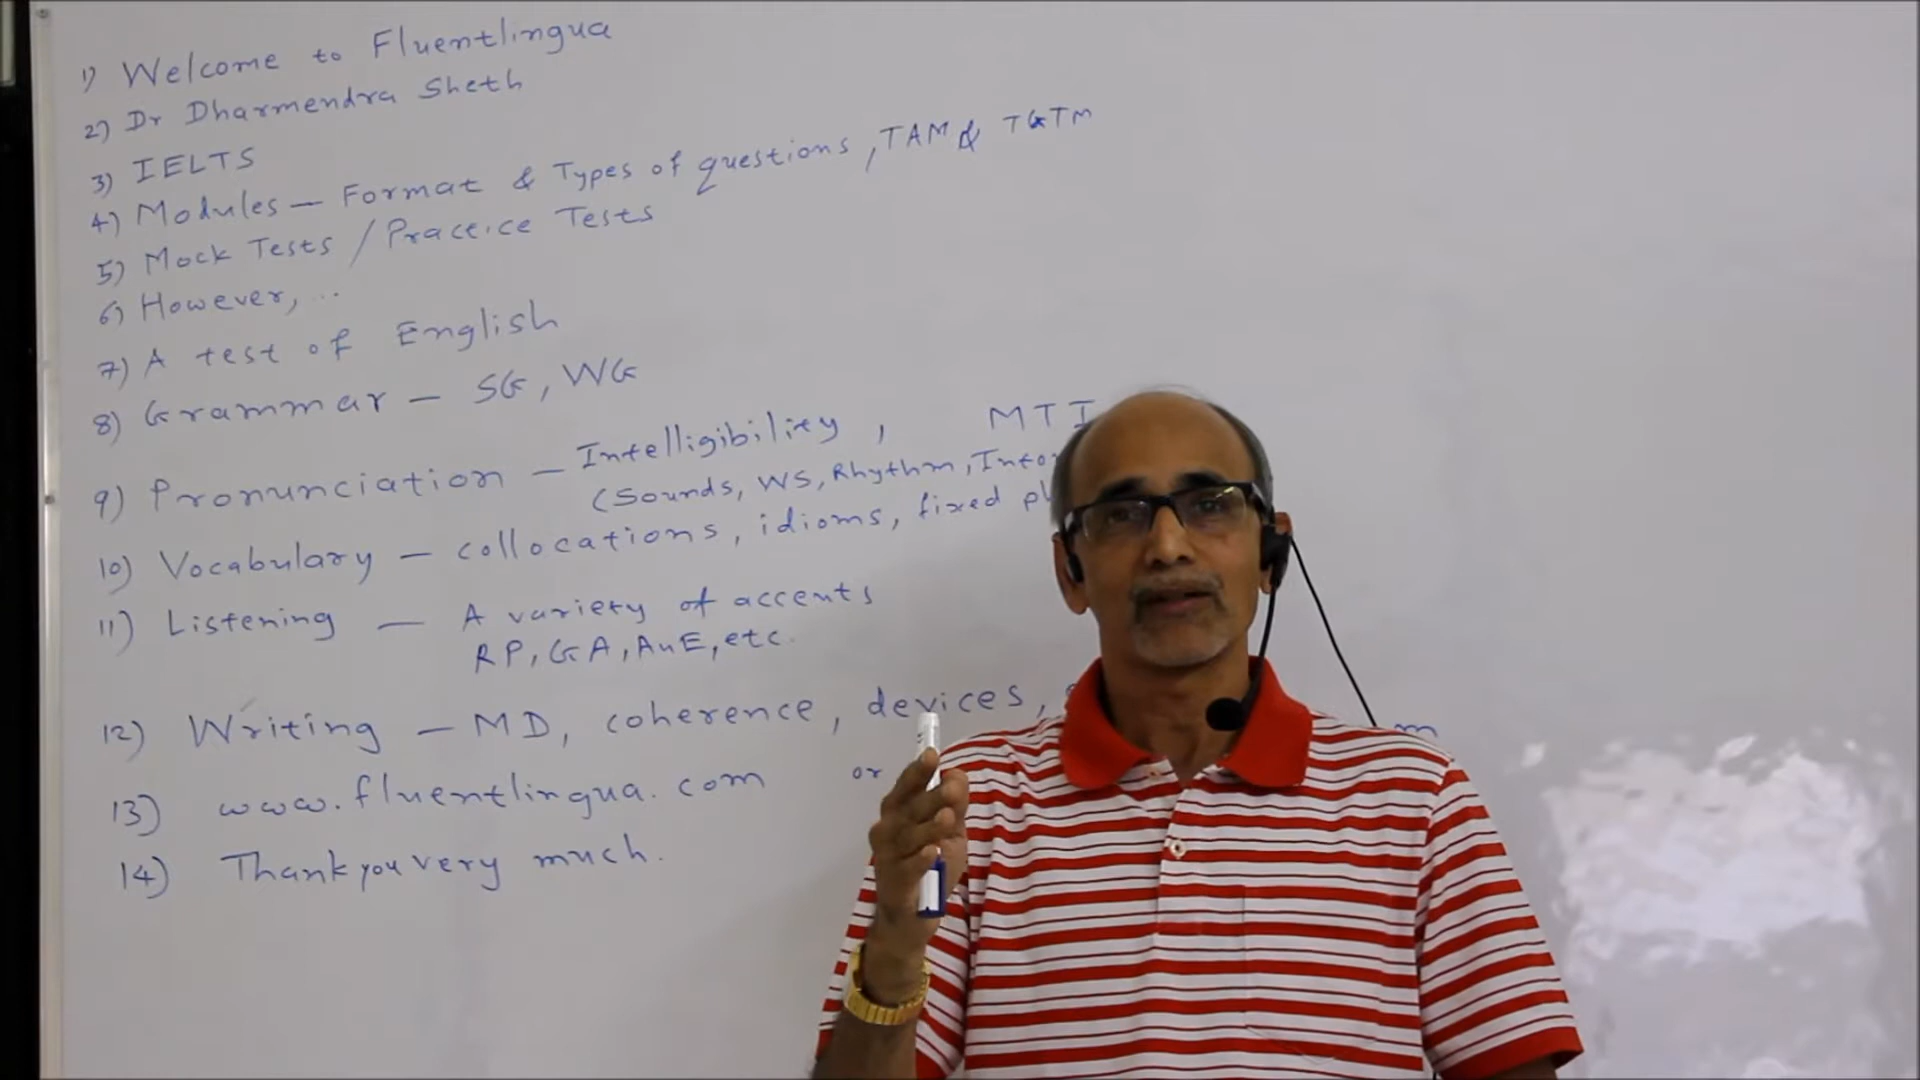 1) Welcome to Fluentlingua
2) Dr Dharmendra Sheth
3) IELTS
4) Modules — Format & Types of questions, TAM & TGTM
5) Mock Tests / Practice Tests
6) However, ...
7) A test of English
8) Grammar — SG, WG
9) Pronunciation — Intelligibility, MTI
(Sounds, WS, Rhythm, Into
10) Vocabulary — collocations, idioms, fixed
11) Listening — A variety of accents
RP, GA, AuE, etc.
12) Writing — MD, coherence, devices,
13) www.fluentlingua.com or
14) Thank you very much.